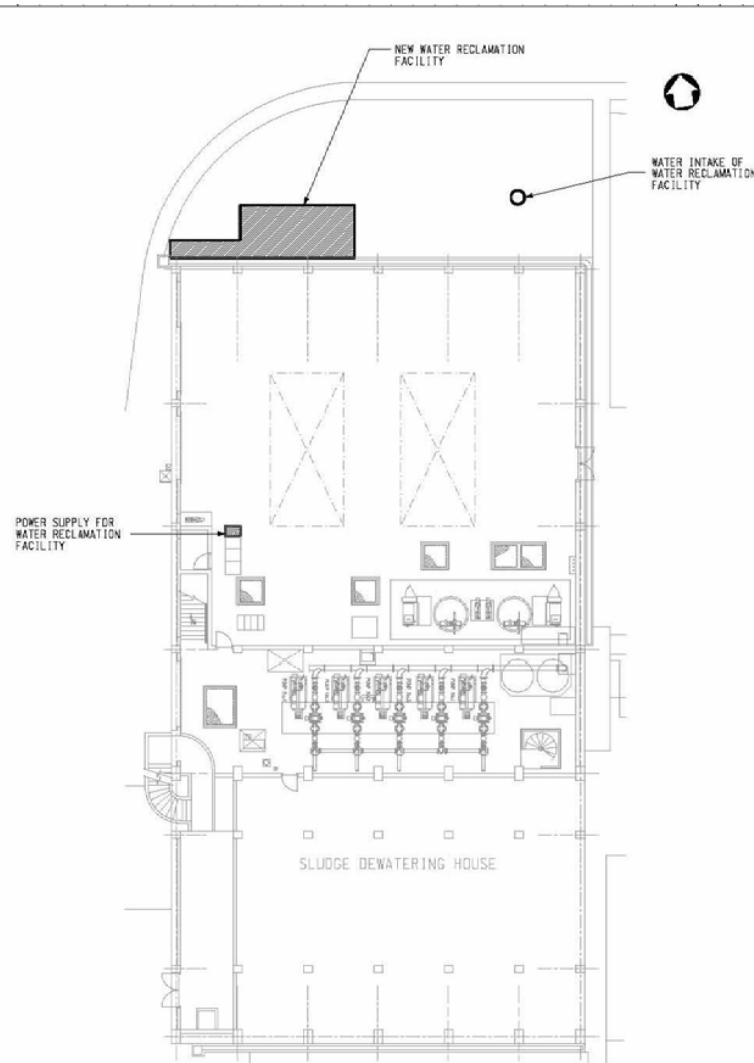 NEW WATER RECLAMATION
FACILITY
WATER INTAKE OF
WATER RECLAMATION
FACILITY
POWER SUPPLY FOR
WATER RECLAMATION
FACILITY
SLUDGE DEWATERING HOUSE